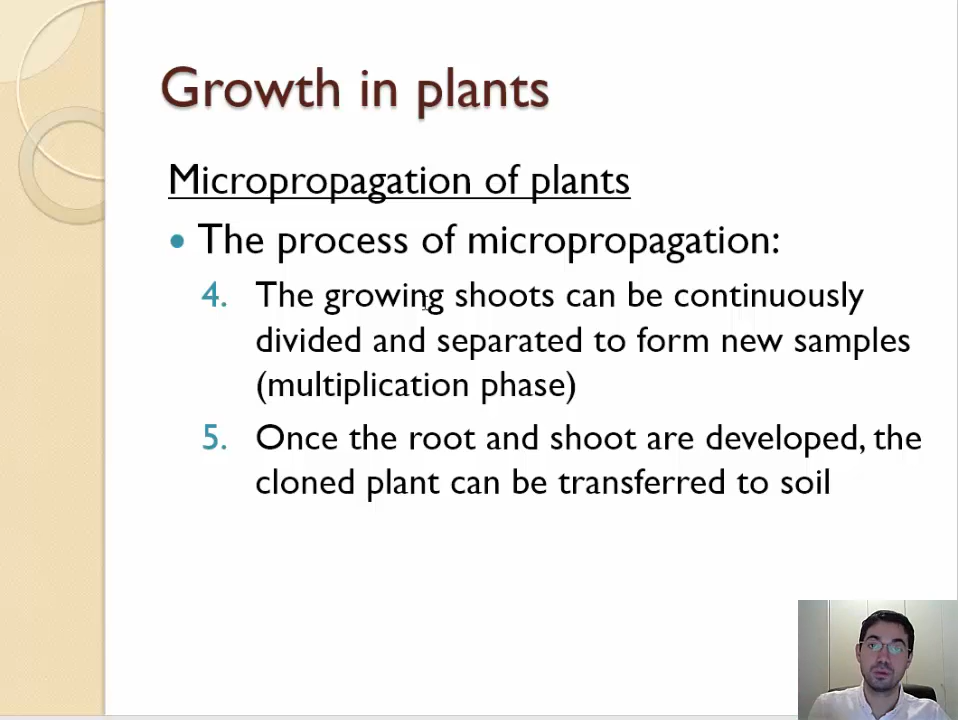 Growth in plants
Micropropagation of plants
• The process of micropropagation:
4. The growing shoots can be continuously
divided and separated to form new samples
(multiplication phase)
5. Once the root and shoot are developed, the
cloned plant can be transferred to soil